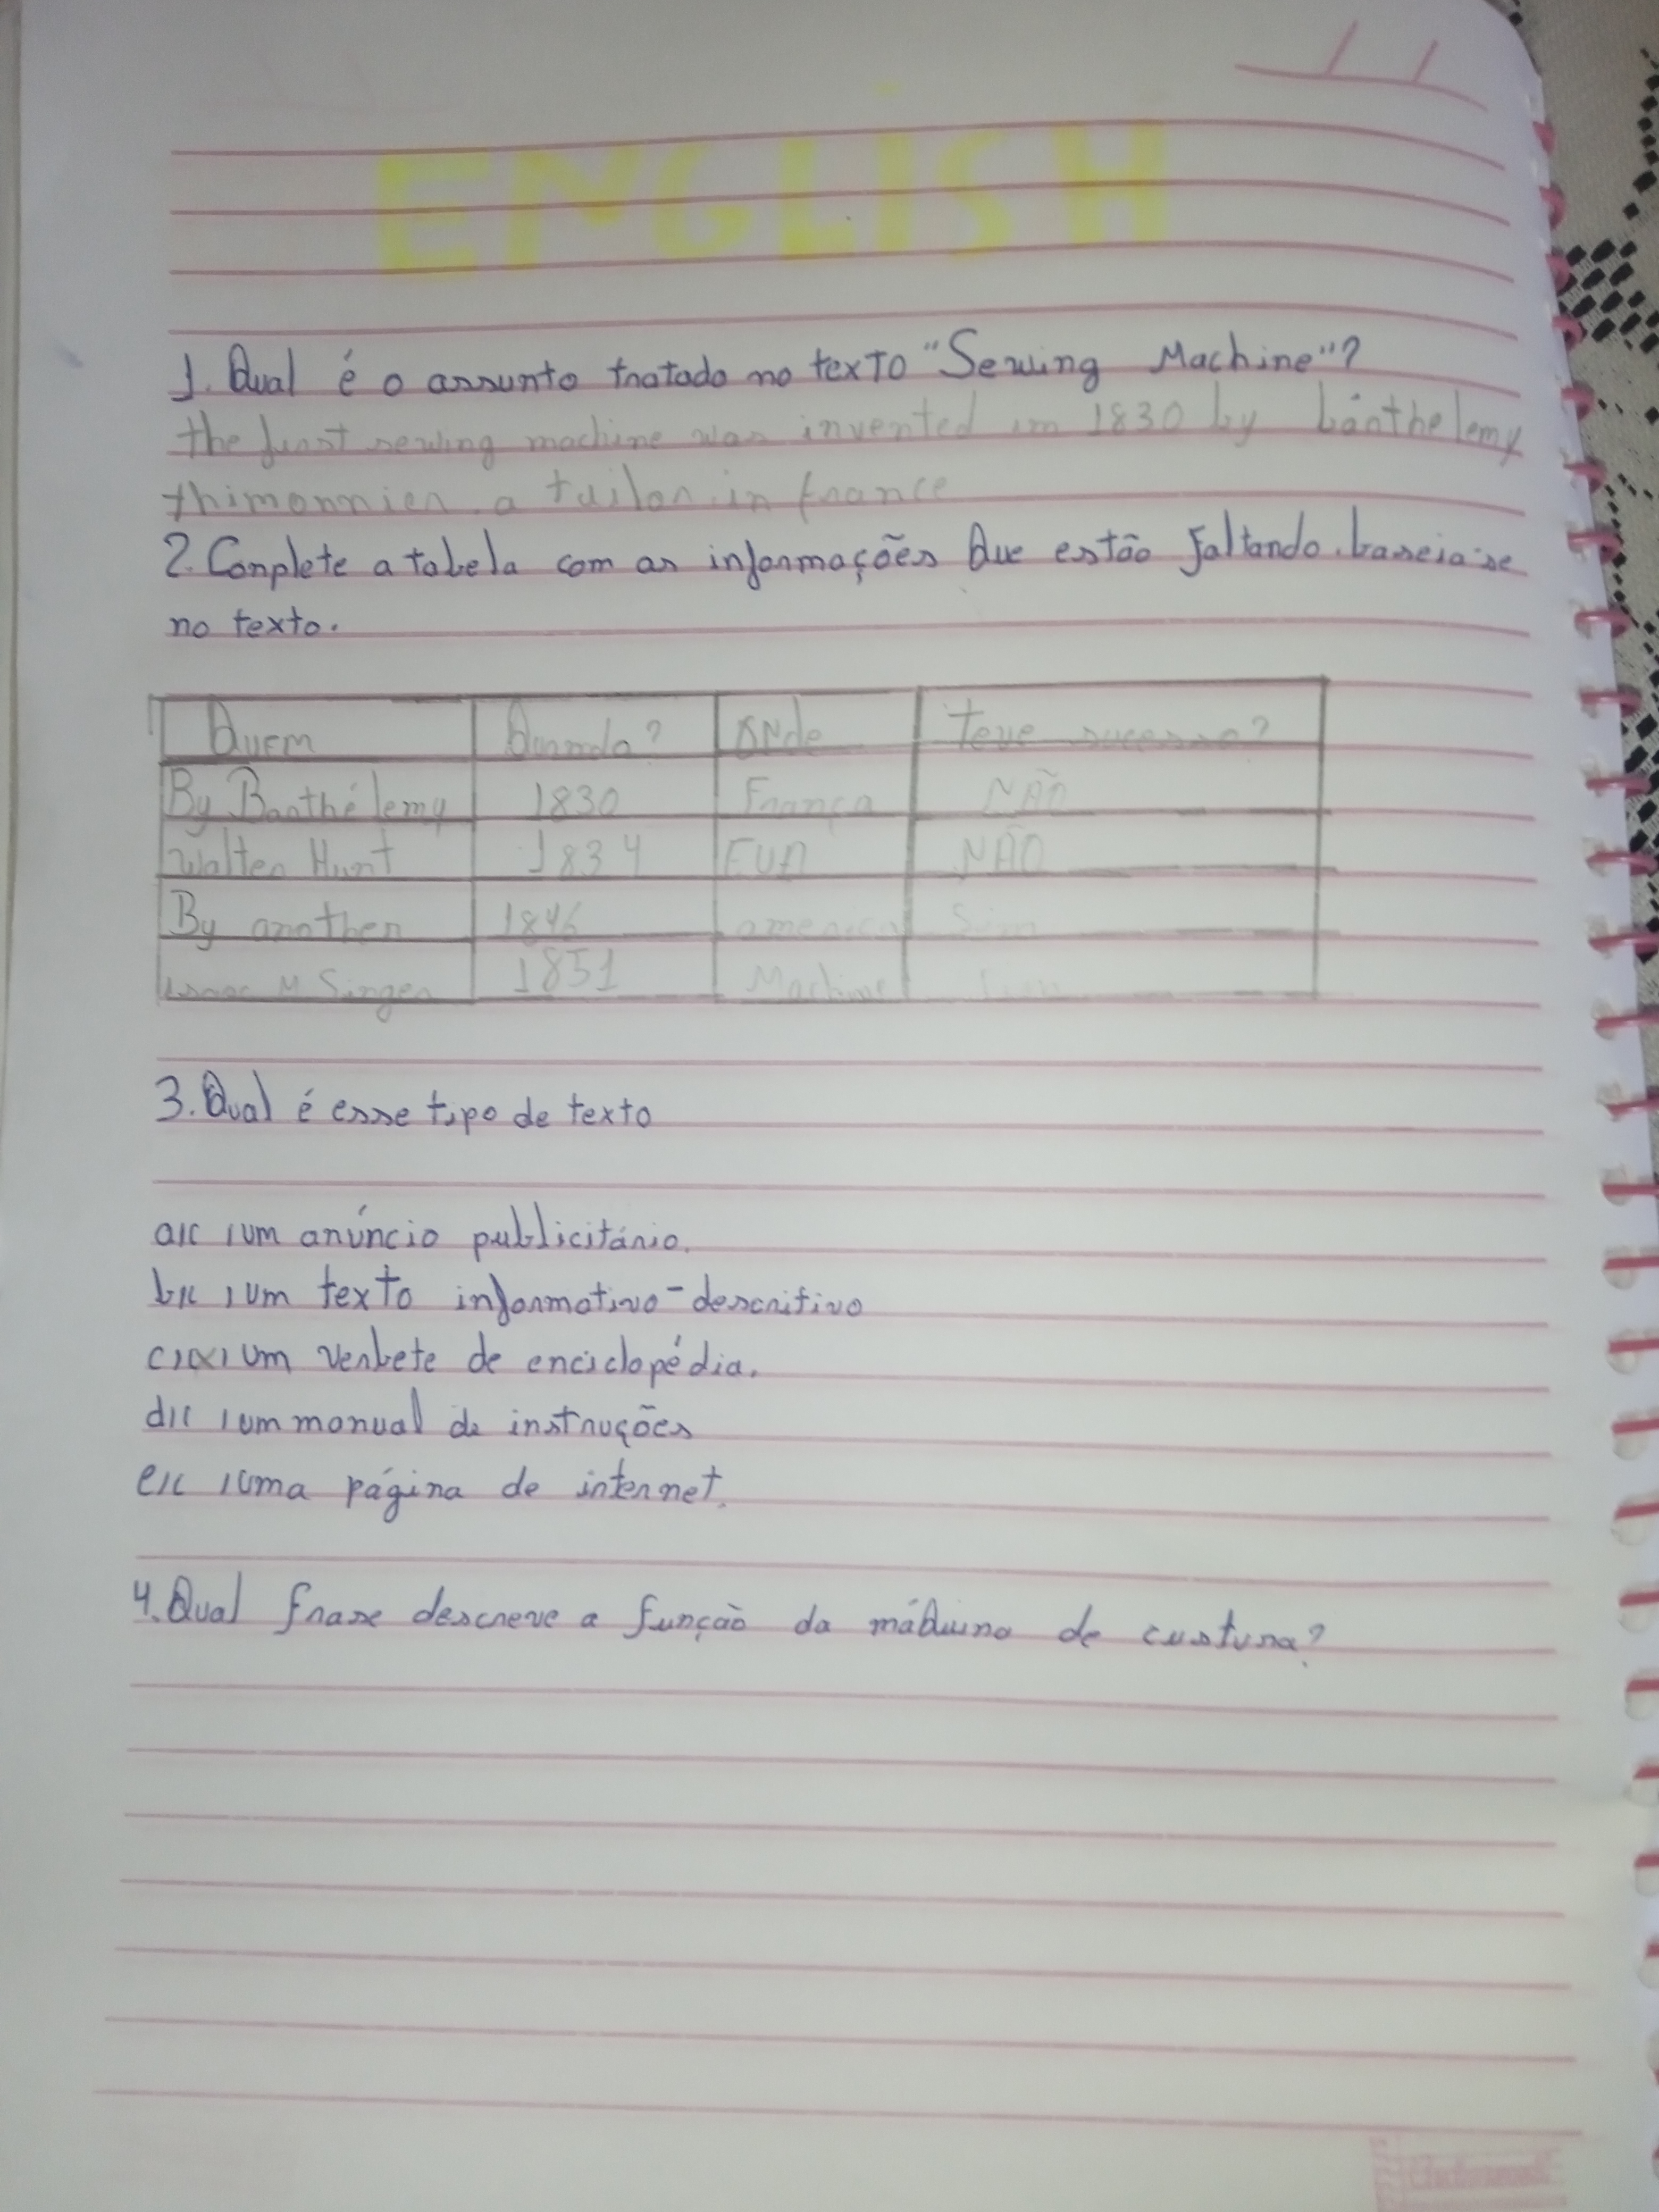 ENGLISH
1. Qual é o assunto tratado no texto "Sewing Machine"?
the first sewing machine was invented in 1830 by bárthelemy
thimonnier, a tailor in france
2. Conplete a tabela com as informações que estão faltando. baseia-se
no texto.
Quem Quando? ONde Teve sucesso?
By Barthélemy 1830 França NÃO
Walter Hunt 1834 EUA NÃO
By another 1846 american Sim
Isaac M Singer 1851 Machine Sim
3. Qual é esse tipo de texto
a)( )um anúncio publicitário.
b)( )um texto informativo-descritivo
c)(x)um verbete de enciclopédia.
d)( )um manual de instruções
e)( )uma página de internet.
4. Qual frase descreve a função da máquina de custura?